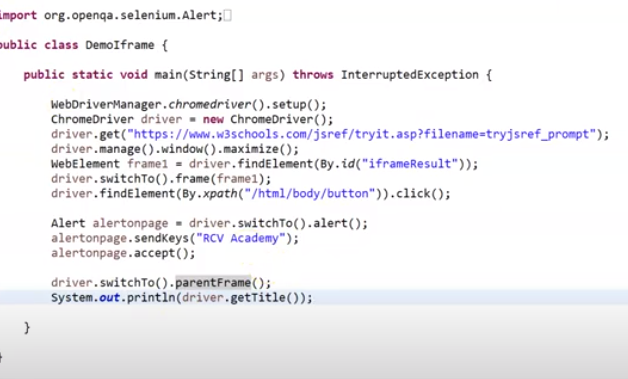 import org.openqa.selenium.Alert;
public class DemoIframe {
public static void main(String[] args) throws InterruptedException {
WebDriverManager.chromedriver().setup();
ChromeDriver driver = new ChromeDriver();
driver.get("https://www.w3schools.com/jsref/tryit.asp?filename=tryjsref_prompt");
driver.manage().window().maximize();
WebElement frame1 = driver.findElement(By.id("iframeResult"));
driver.switchTo().frame(frame1);
driver.findElement(By.xpath("/html/body/button")).click();
Alert alertonpage = driver.switchTo().alert();
alertonpage.sendKeys("RCV Academy");
alertonpage.accept();
driver.switchTo().parentFrame();
System.out.println(driver.getTitle());
}
}